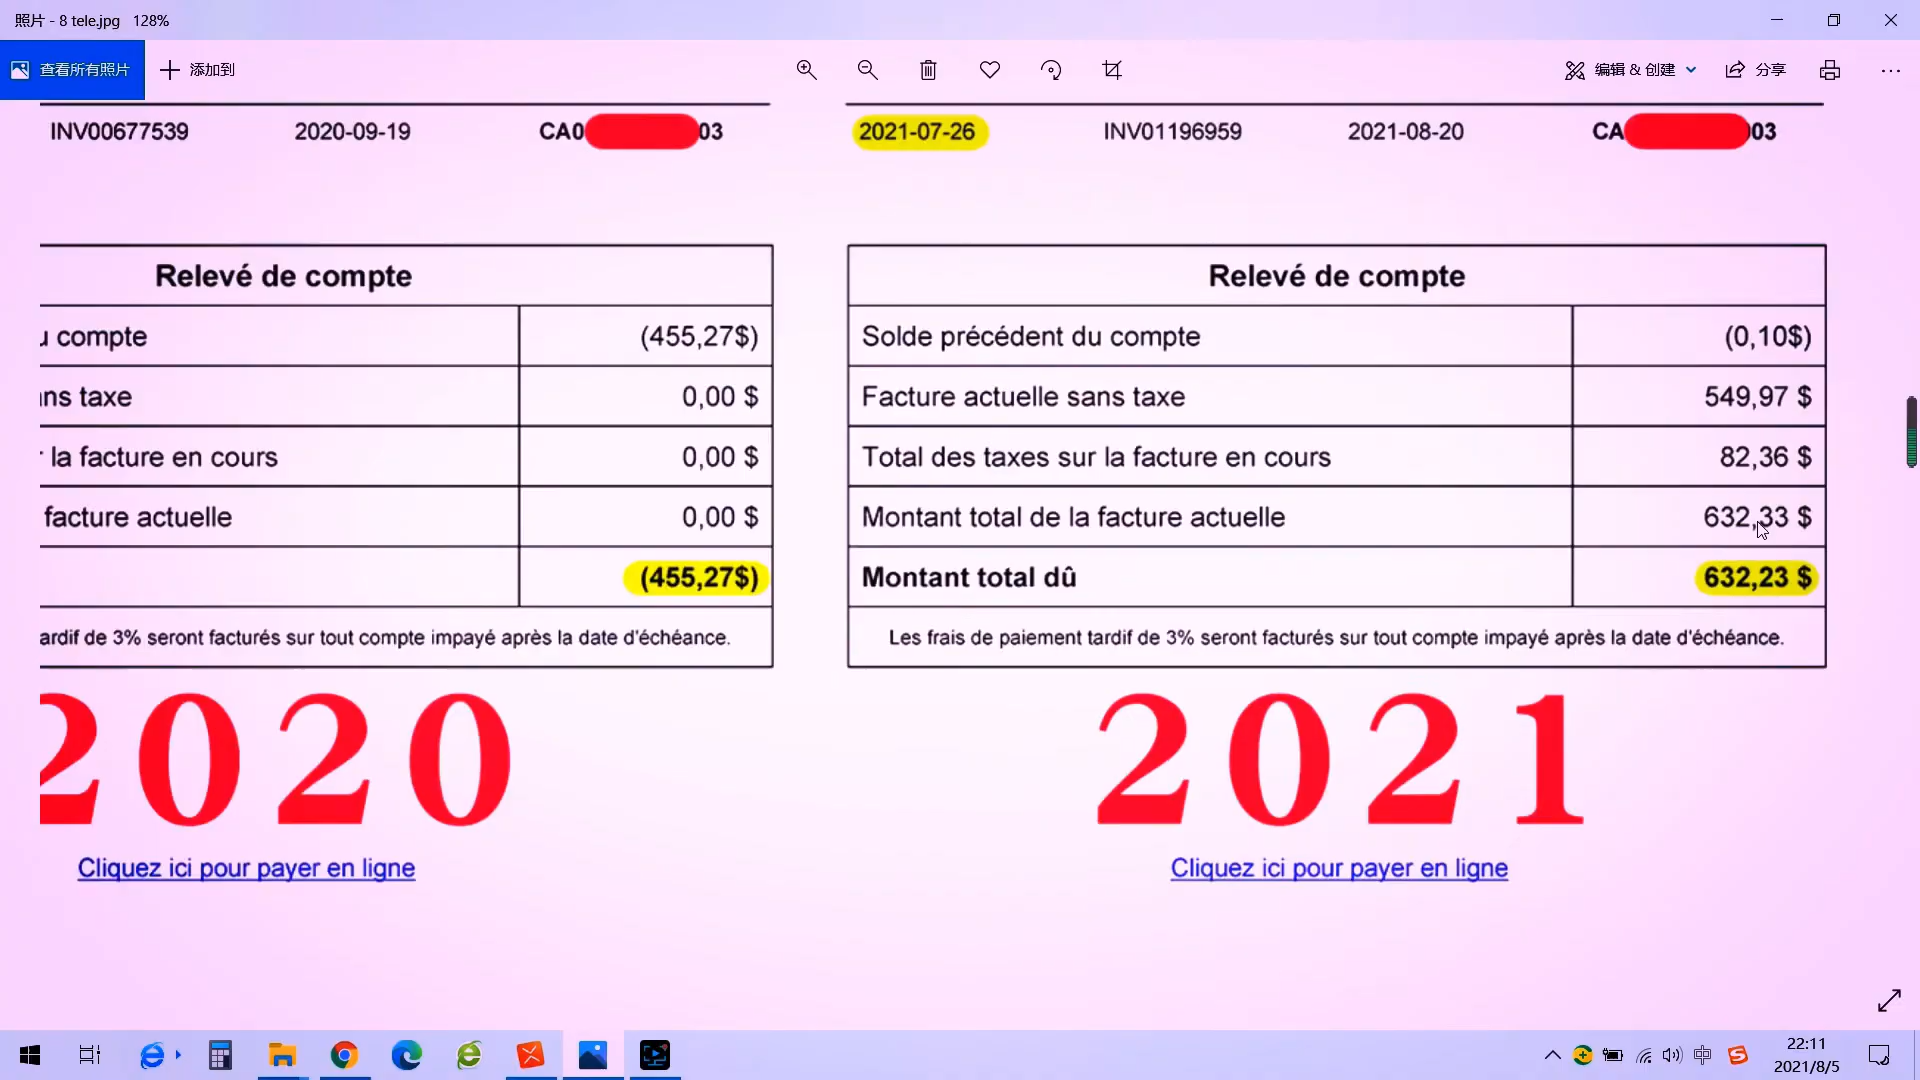 照片 - 8 tele.jpg   128%
查看所有照片
添加到
编辑 & 创建
分享
INV00677539
2020-09-19
CA0
03
Relevé de compte
compte
(455,27$)
ns taxe
0,00 $
la facture en cours
0,00 $
facture actuelle
0,00 $
(455,27$)
ardif de 3% seront facturés sur tout compte impayé après la date d'échéance.
2020
Cliquez ici pour payer en ligne
2021-07-26
INV01196959
2021-08-20
CA
03
Relevé de compte
Solde précédent du compte
(0,10$)
Facture actuelle sans taxe
549,97 $
Total des taxes sur la facture en cours
82,36 $
Montant total de la facture actuelle
632,33 $
Montant total dû
632,23 $
Les frais de paiement tardif de 3% seront facturés sur tout compte impayé après la date d'échéance.
2021
Cliquez ici pour payer en ligne
中
22:11
2021/8/5